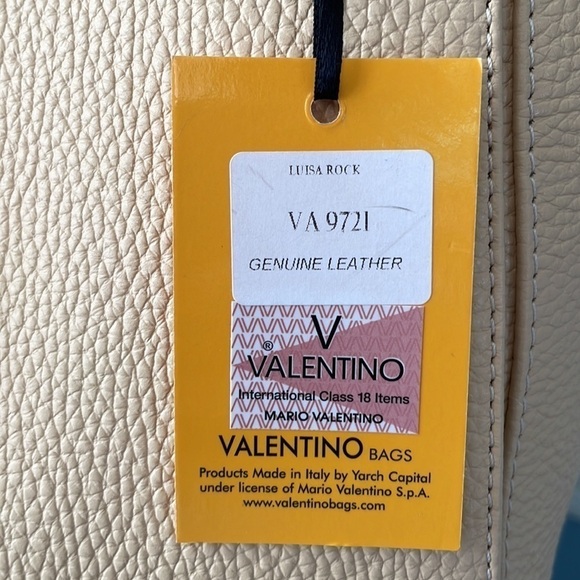 LUISA ROCK
VA 9721
GENUINE LEATHER
V
® VALENTINO
International Class 18 Items
MARIO VALENTINO
VALENTINO BAGS
Products Made in Italy by Yarch Capital
under license of Mario Valentino S.p.A.
www.valentinobags.com